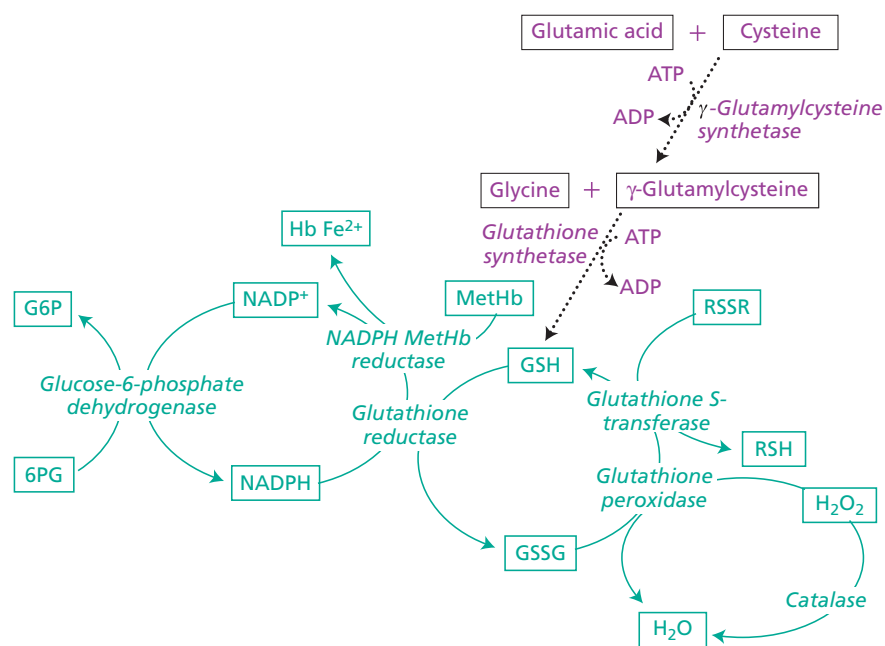 Glutamic acid + Cysteine
ATP
ADP
γ-Glutamylcysteine
synthetase
Glycine + γ-Glutamylcysteine
Glutathione
synthetase
ATP
ADP
Hb Fe²⁺
G6P
NADP⁺
MetHb
RSSR
NADPH MetHb
reductase
GSH
Glucose-6-phosphate
dehydrogenase
Glutathione
reductase
Glutathione S-
transferase
RSH
6PG
NADPH
Glutathione
peroxidase
H₂O₂
GSSG
Catalase
H₂O